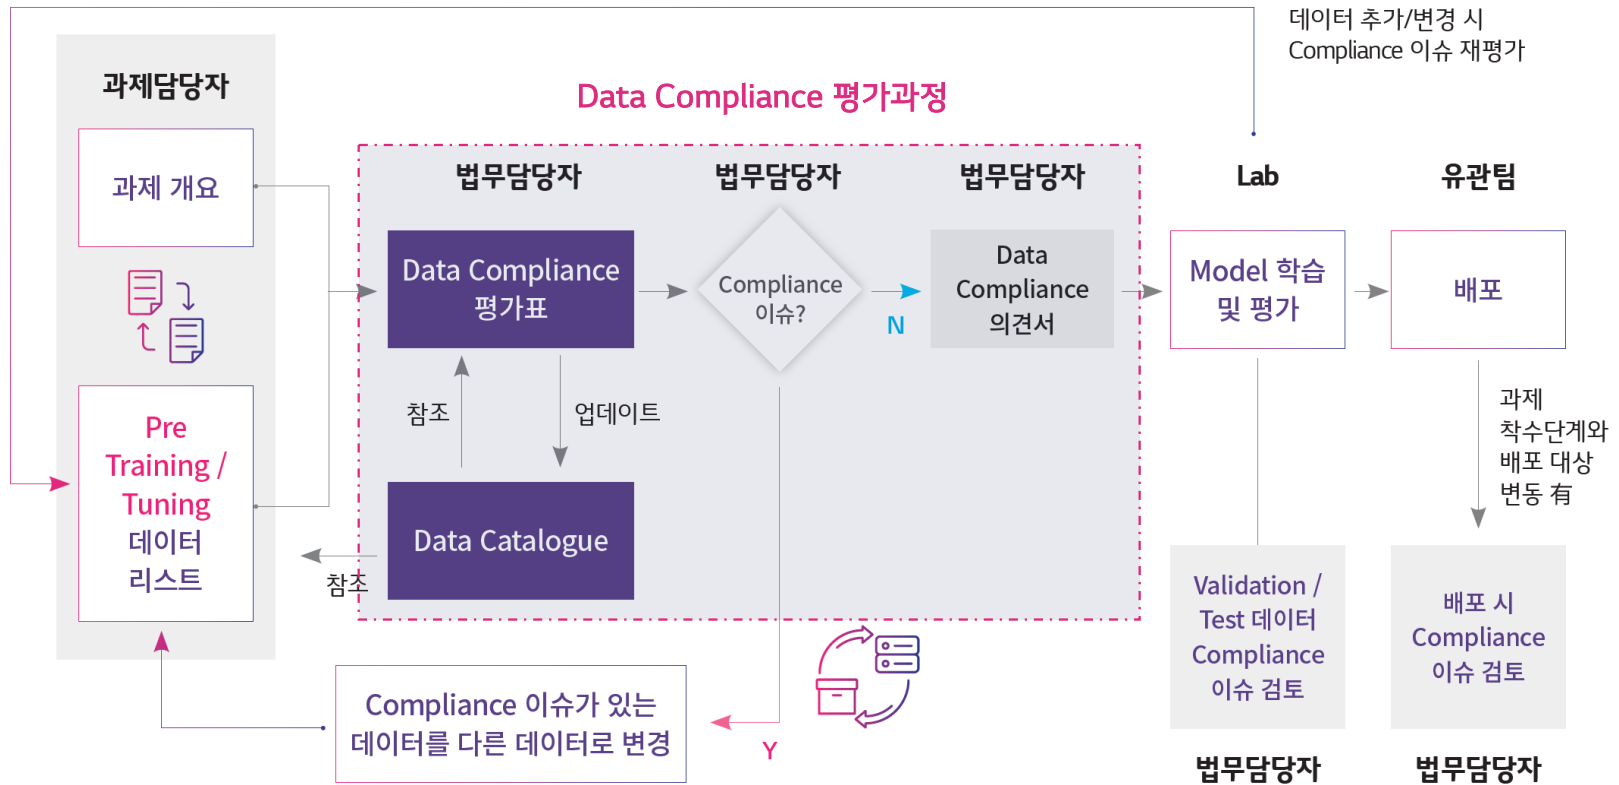 데이터 추가/변경 시
Compliance 이슈 재평가
과제담당자
Data Compliance 평가과정
과제 개요
Pre
Training /
Tuning
데이터
리스트
법무담당자
Data Compliance
평가표
참조
업데이트
Data Catalogue
참조
법무담당자
Compliance
이슈?
N
Y
법무담당자
Data
Compliance
의견서
Compliance 이슈가 있는
데이터를 다른 데이터로 변경
Lab
Model 학습
및 평가
Validation /
Test 데이터
Compliance
이슈 검토
법무담당자
유관팀
배포
과제
착수단계와
배포 대상
변동 有
배포 시
Compliance
이슈 검토
법무담당자